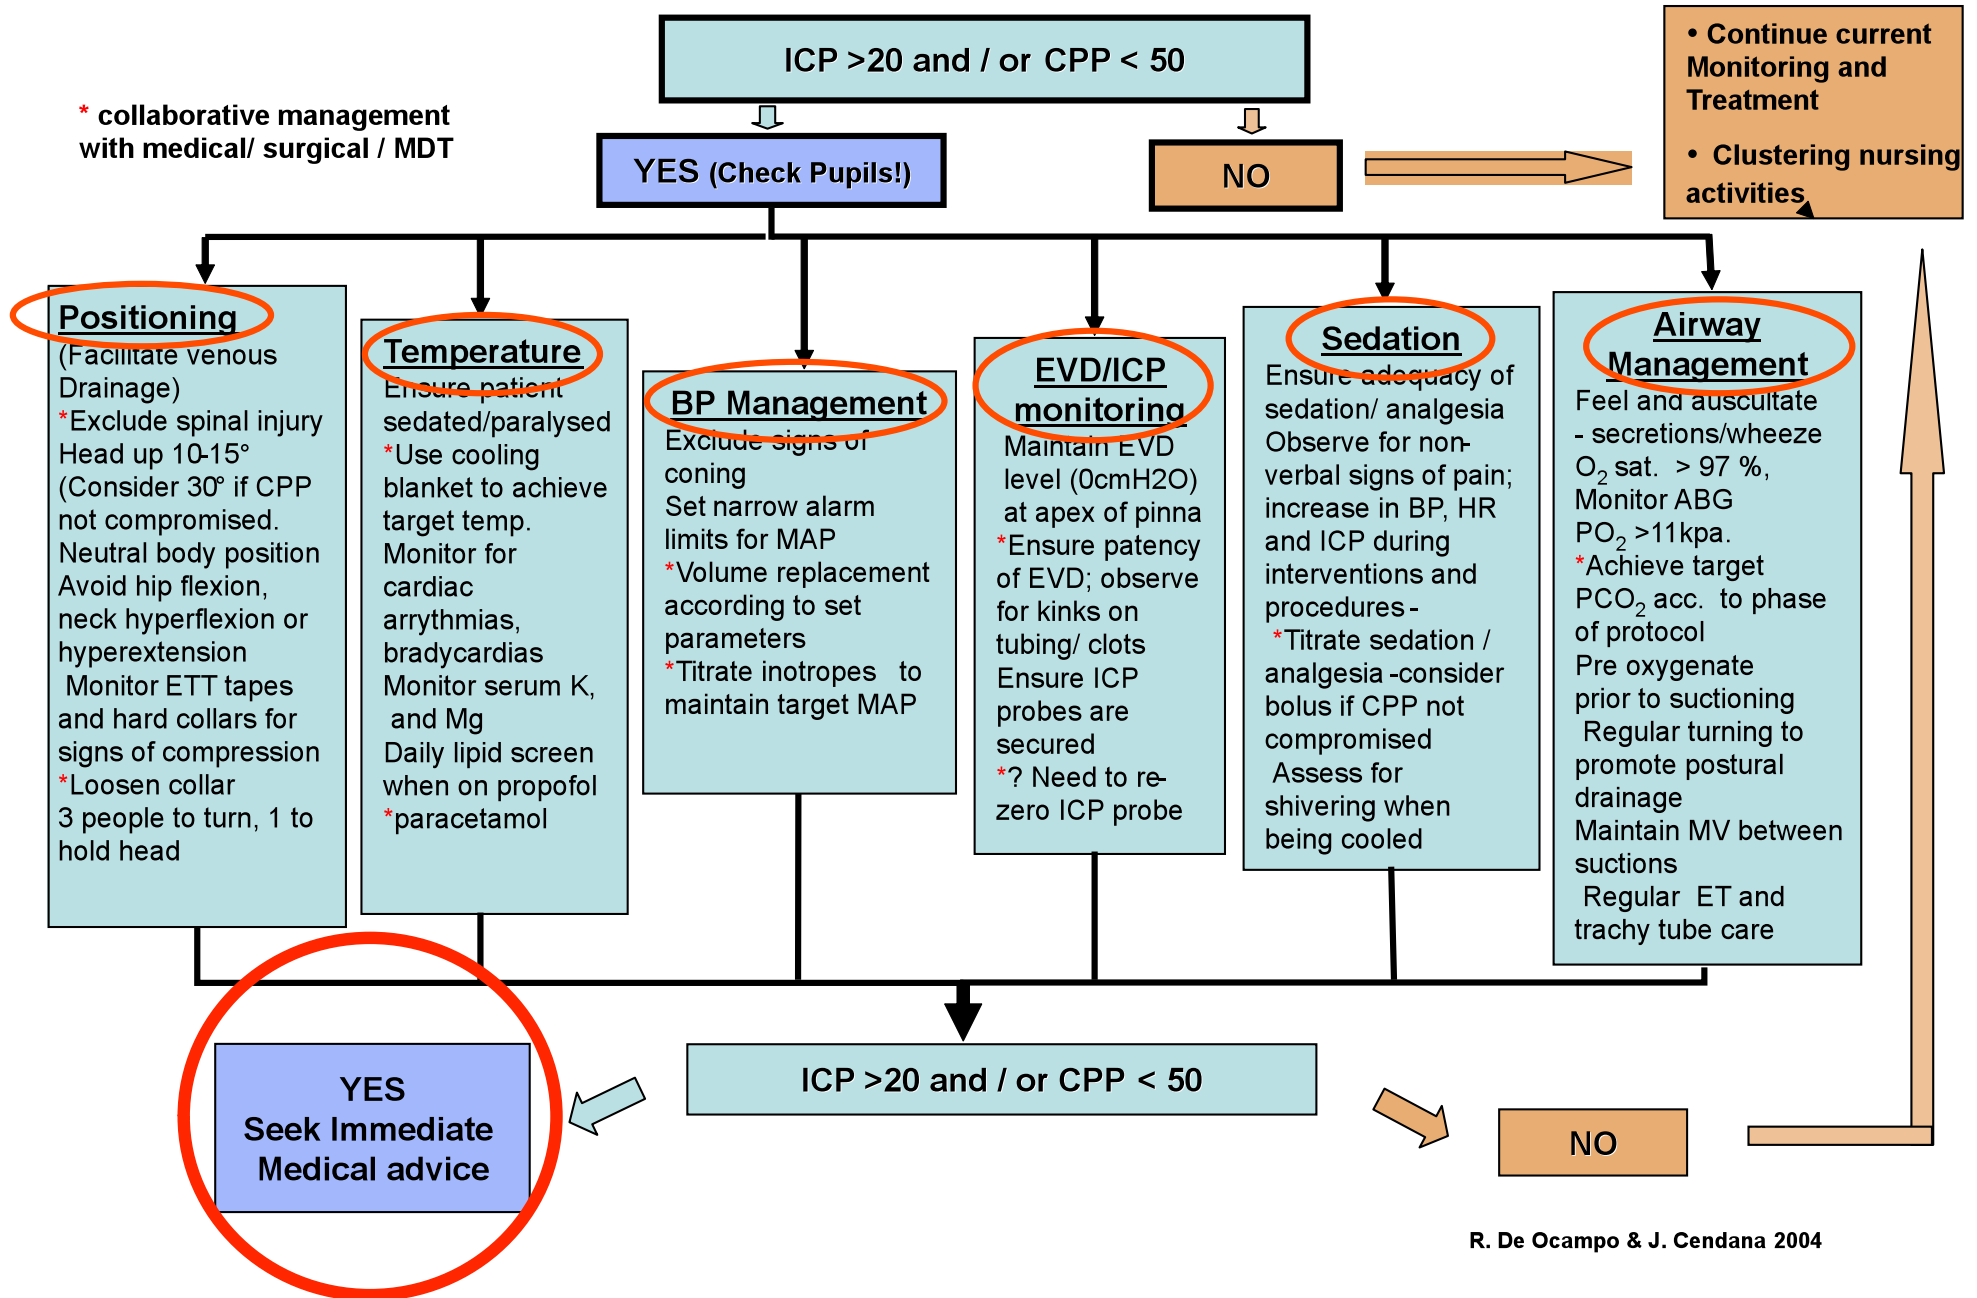 ICP >20 and / or CPP < 50
• Continue current
Monitoring and
Treatment
• Clustering nursing
activities
* collaborative management
with medical/ surgical / MDT
YES (Check Pupils!)
NO
Positioning
(Facilitate venous
Drainage)
*Exclude spinal injury
Head up 10-15°
(Consider 30° if CPP
not compromised.
Neutral body position
Avoid hip flexion,
neck hyperflexion or
hyperextension
Monitor ETT tapes
and hard collars for
signs of compression
*Loosen collar
3 people to turn, 1 to
hold head
Temperature
Ensure patient
sedated/paralysed
*Use cooling
blanket to achieve
target temp.
Monitor for
cardiac
arrythmias,
bradycardias
Monitor serum K,
and Mg
Daily lipid screen
when on propofol
*paracetamol
BP Management
Exclude signs of
coning
Set narrow alarm
limits for MAP
*Volume replacement
according to set
parameters
*Titrate inotropes to
maintain target MAP
EVD/ICP
monitoring
Maintain EVD
level (0cmH2O)
at apex of pinna
*Ensure patency
of EVD; observe
for kinks on
tubing/ clots
Ensure ICP
probes are
secured
*? Need to re-
zero ICP probe
Sedation
Ensure adequacy of
sedation/ analgesia
Observe for non-
verbal signs of pain;
increase in BP, HR
and ICP during
interventions and
procedures -
*Titrate sedation /
analgesia -consider
bolus if CPP not
compromised
Assess for
shivering when
being cooled
Airway
Management
Feel and auscultate
- secretions/wheeze
O2 sat. > 97 %,
Monitor ABG
PO2 >11kpa.
*Achieve target
PCO2 acc. to phase
of protocol
Pre oxygenate
prior to suctioning
Regular turning to
promote postural
drainage
Maintain MV between
suctions
Regular ET and
trachy tube care
YES
Seek Immediate
Medical advice
ICP >20 and / or CPP < 50
NO
R. De Ocampo & J. Cendana 2004